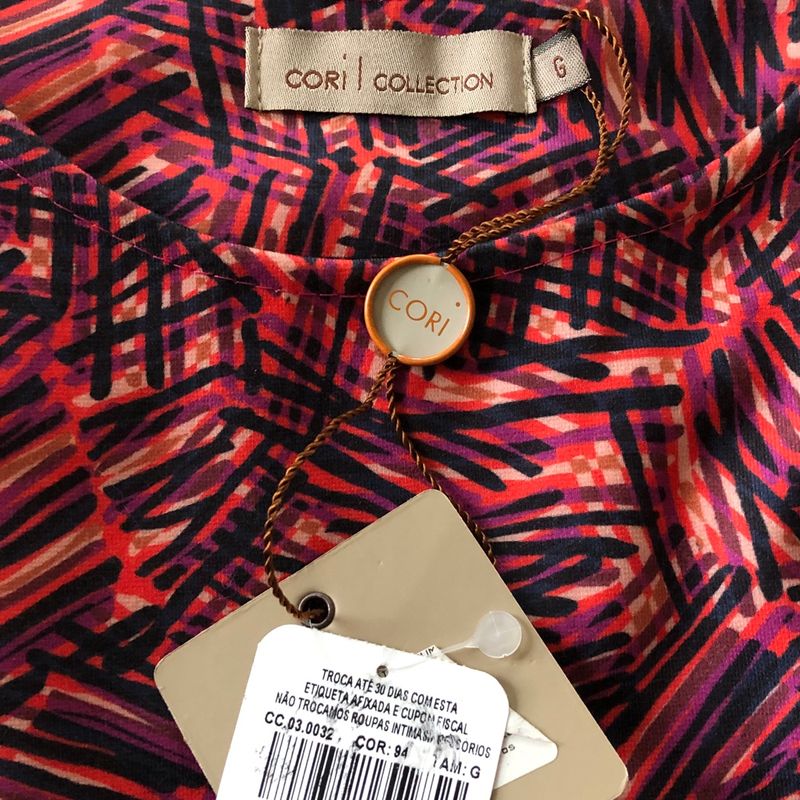 CORi | COLLECTION
G
CORi
TROCA ATÉ 30 DIAS COM ESTA
ETIQUETA AFIXADA E CUPOM FISCAL
NÃO TROCAMOS ROUPAS
CC.03.0032 COR: 94 TAM: G